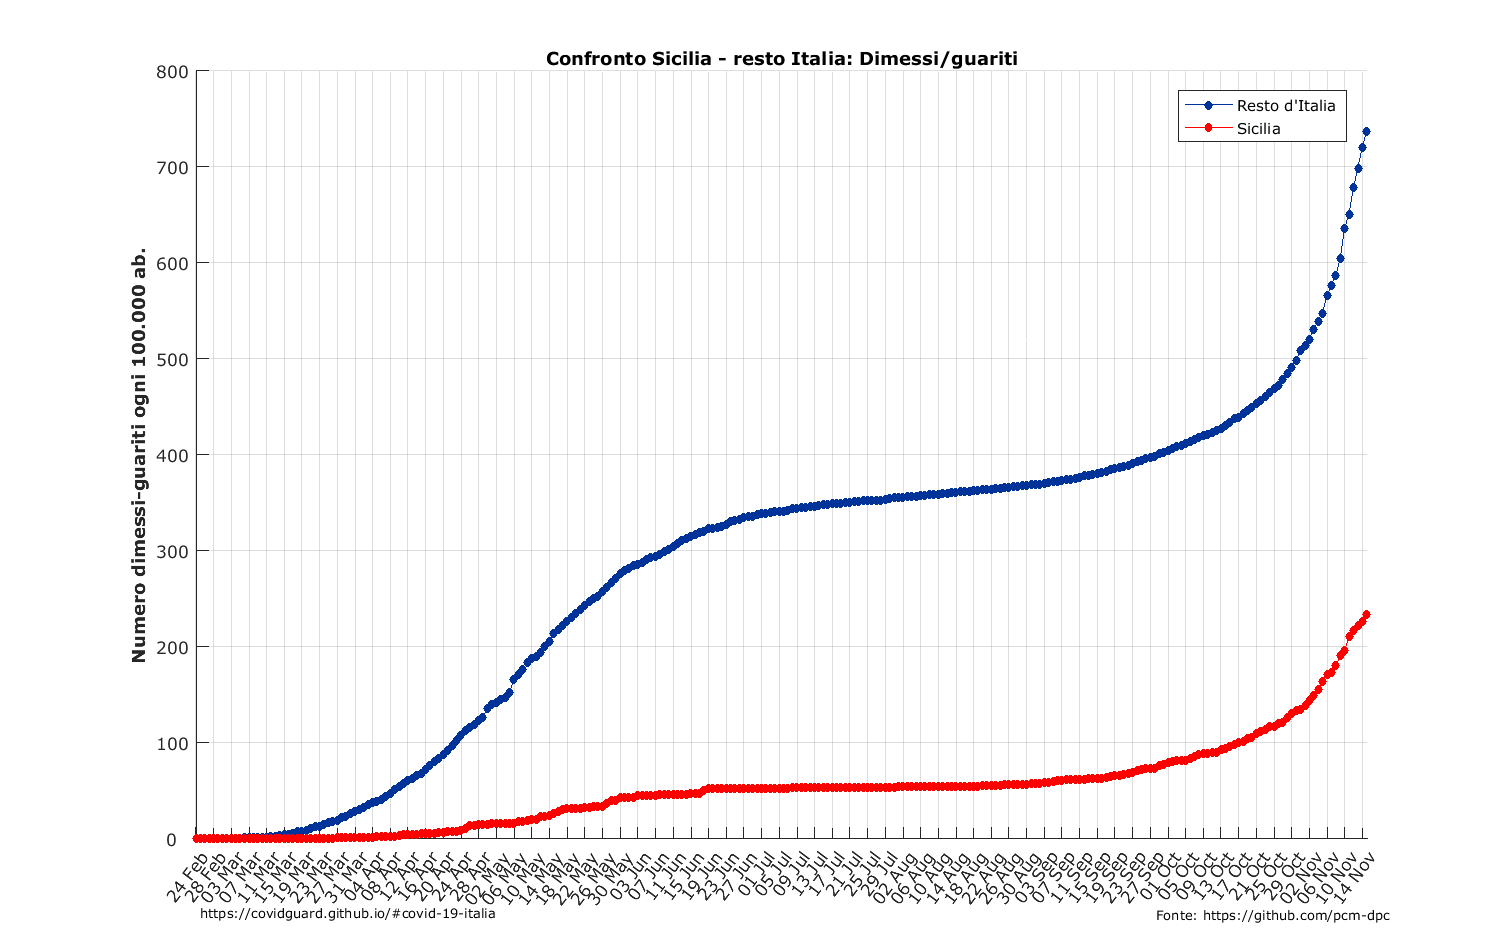 Confronto Sicilia - resto Italia: Dimessi/guariti
Resto d'Italia
Sicilia
Numero dimessi-guariti ogni 100.000 ab.
800
700
600
500
400
300
200
100
0
24 Feb
28 Feb
03 Mar
07 Mar
11 Mar
15 Mar
19 Mar
23 Mar
27 Mar
31 Mar
04 Apr
08 Apr
12 Apr
16 Apr
20 Apr
24 Apr
28 Apr
02 May
06 May
10 May
14 May
18 May
22 May
26 May
30 May
03 Jun
07 Jun
11 Jun
15 Jun
19 Jun
23 Jun
27 Jun
01 Jul
05 Jul
09 Jul
13 Jul
17 Jul
21 Jul
25 Jul
29 Jul
02 Aug
06 Aug
10 Aug
14 Aug
18 Aug
22 Aug
26 Aug
30 Aug
03 Sep
07 Sep
11 Sep
15 Sep
19 Sep
23 Sep
27 Sep
01 Oct
05 Oct
09 Oct
13 Oct
17 Oct
21 Oct
25 Oct
29 Oct
02 Nov
06 Nov
10 Nov
14 Nov
https://covidguard.github.io/#covid-19-italia
Fonte: https://github.com/pcm-dpc